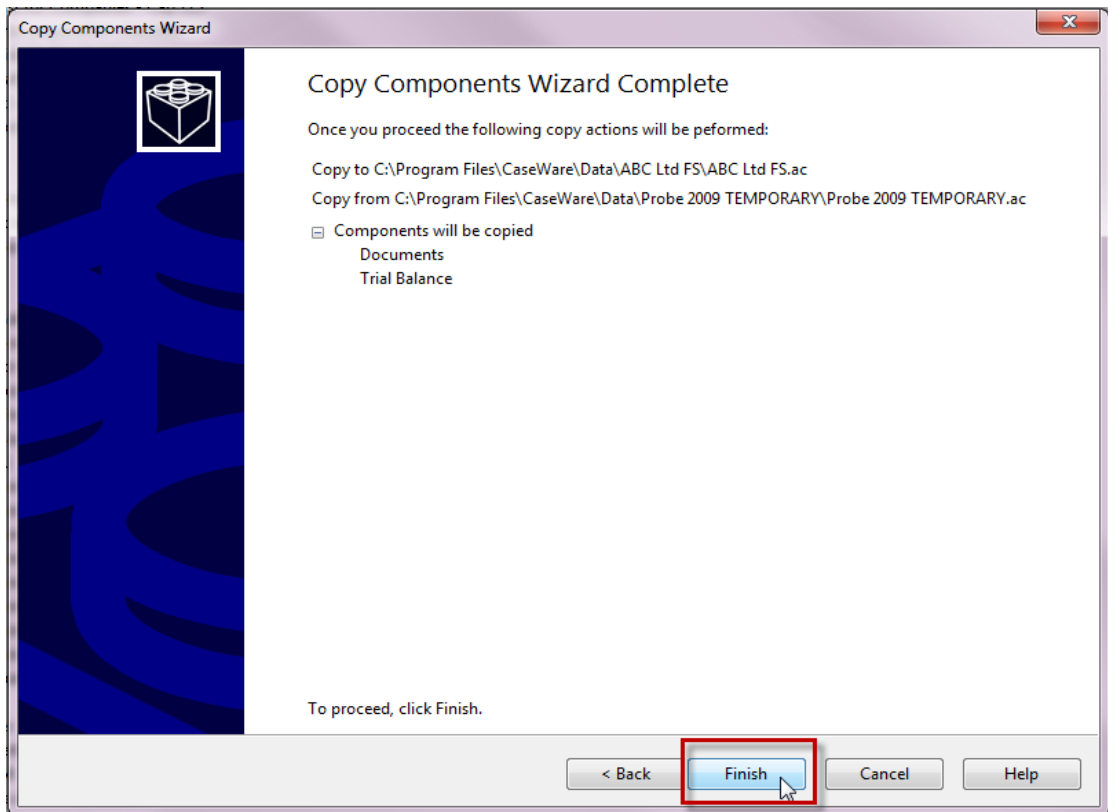 Copy Components Wizard
Copy Components Wizard Complete
Once you proceed the following copy actions will be peformed:
Copy to C:\Program Files\CaseWare\Data\ABC Ltd FS\ABC Ltd FS.ac
Copy from C:\Program Files\CaseWare\Data\Probe 2009 TEMPORARY\Probe 2009 TEMPORARY.ac
Components will be copied
Documents
Trial Balance
To proceed, click Finish.
< Back Finish Cancel Help